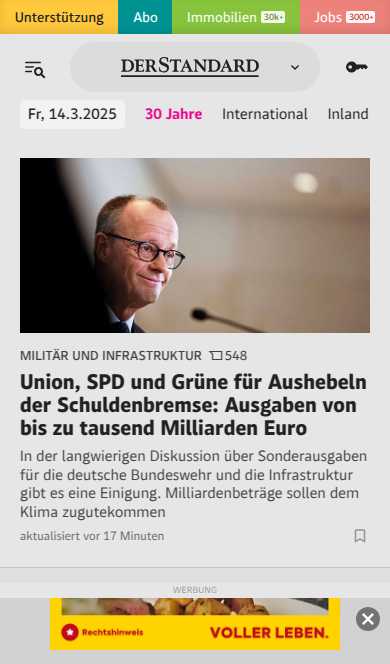 Unterstützung Abo Immobilien 30k+ Jobs 3000+
DERSTANDARD
Fr, 14.3.2025 30 Jahre International Inland
MILITÄR UND INFRASTRUKTUR 548
Union, SPD und Grüne für Aushebeln
der Schuldenbremse: Ausgaben von
bis zu tausend Milliarden Euro
In der langwierigen Diskussion über Sonderausgaben
für die deutsche Bundeswehr und die Infrastruktur
gibt es eine Einigung. Milliardenbeträge sollen dem
Klima zugutekommen
aktualisiert vor 17 Minuten
WERBUNG
Rechtshinweis VOLLER LEBEN.